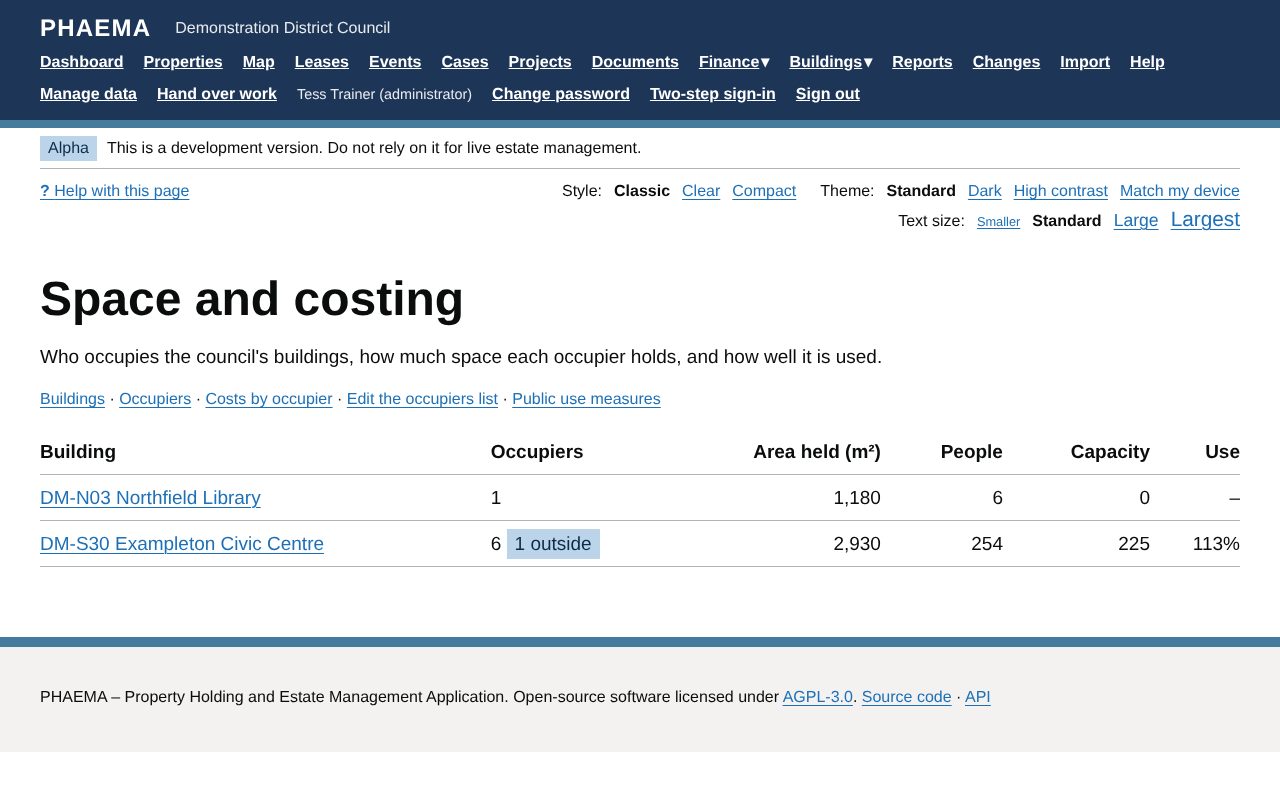 PHAEMA Demonstration District Council
Dashboard Properties Map Leases Events Cases Projects Documents Finance▾ Buildings▾ Reports Changes Import Help
Manage data Hand over work Tess Trainer (administrator) Change password Two-step sign-in Sign out
Alpha This is a development version. Do not rely on it for live estate management.
? Help with this page Style: Classic Clear Compact Theme: Standard Dark High contrast Match my device
Text size: Smaller Standard Large Largest
Space and costing
Who occupies the council's buildings, how much space each occupier holds, and how well it is used.
Buildings · Occupiers · Costs by occupier · Edit the occupiers list · Public use measures
Building Occupiers Area held (m²) People Capacity Use
DM-N03 Northfield Library 1 1,180 6 0 –
DM-S30 Exampleton Civic Centre 6 1 outside 2,930 254 225 113%
PHAEMA – Property Holding and Estate Management Application. Open-source software licensed under AGPL-3.0. Source code · API